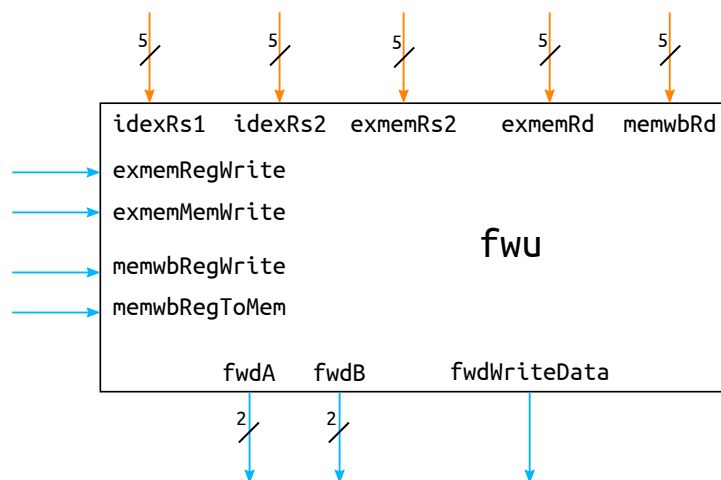 5 5 5 5 5
idexRs1 idexRs2 exmemRs2 exmemRd memwbRd
exmemRegWrite
exmemMemWrite
fwu
memwbRegWrite
memwbRegToMem
fwdA fwdB fwdWriteData
2 2